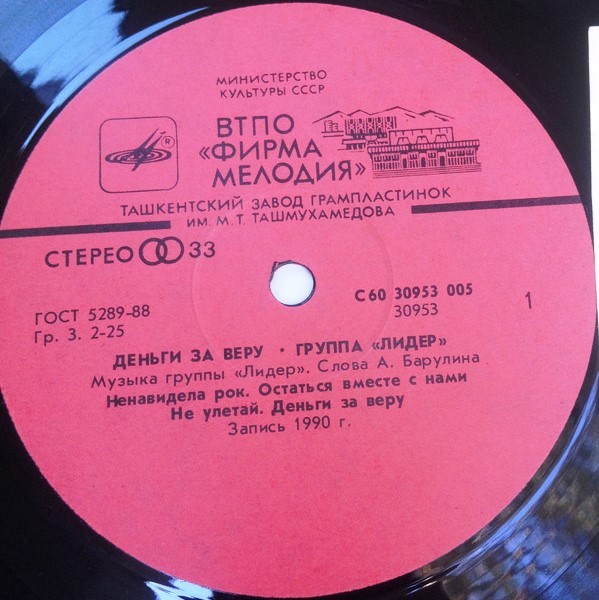 МИНИСТЕРСТВО
КУЛЬТУРЫ СССР
ВТПО
«ФИРМА
МЕЛОДИЯ»
®
ТАШКЕНТСКИЙ ЗАВОД ГРАМПЛАСТИНОК
ИМ. М. Т. ТАШМУХАМЕДОВА
СТЕРЕО 33
ГОСТ 5289-88
Гр. 3. 2-25
С60 30953 005
30953
1
ДЕНЬГИ ЗА ВЕРУ · ГРУППА «ЛИДЕР»
Музыка группы «Лидер». Слова А. Барулина
Ненавидела рок. Остаться вместе с нами
Не улетай. Деньги за веру
Запись 1990 г.